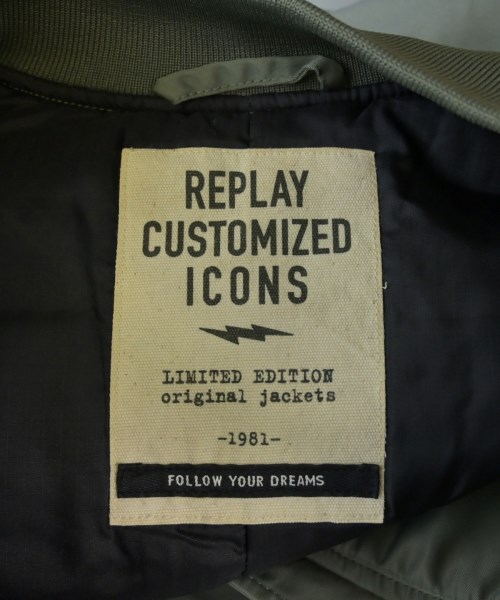 REPLAY
CUSTOMIZED
ICONS
LIMITED EDITION
original jackets
-1981-
FOLLOW YOUR DREAMS